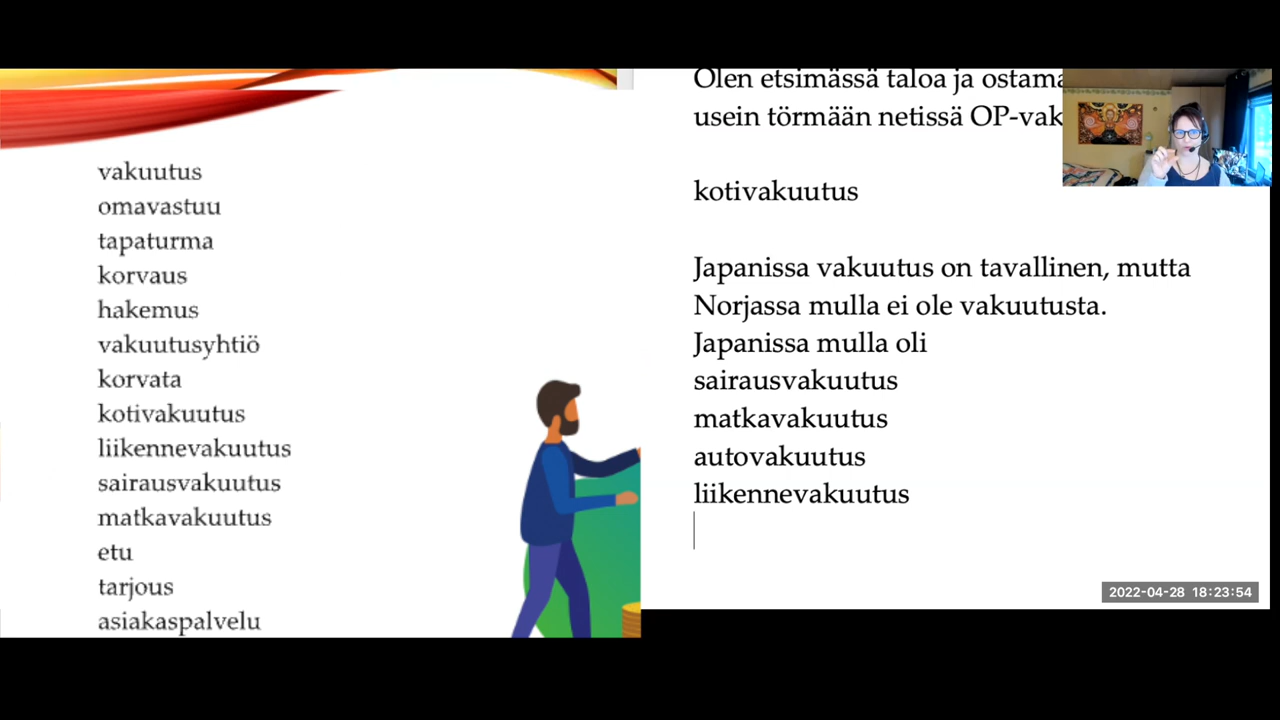 vakuutus
omavastuu
tapaturma
korvaus
hakemus
vakuutusyhtiö
korvata
kotivakuutus
liikennevakuutus
sairausvakuutus
matkavakuutus
etu
tarjous
asiakaspalvelu
Olen etsimässä taloa ja
usein törmään netissä
kotivakuutus
Japanissa vakuutus on tavallinen, mutta
Norjassa mulla ei ole vakuutusta.
Japanissa mulla oli
sairausvakuutus
matkavakuutus
autovakuutus
liikennevakuutus
2022-04-28 18:23:54